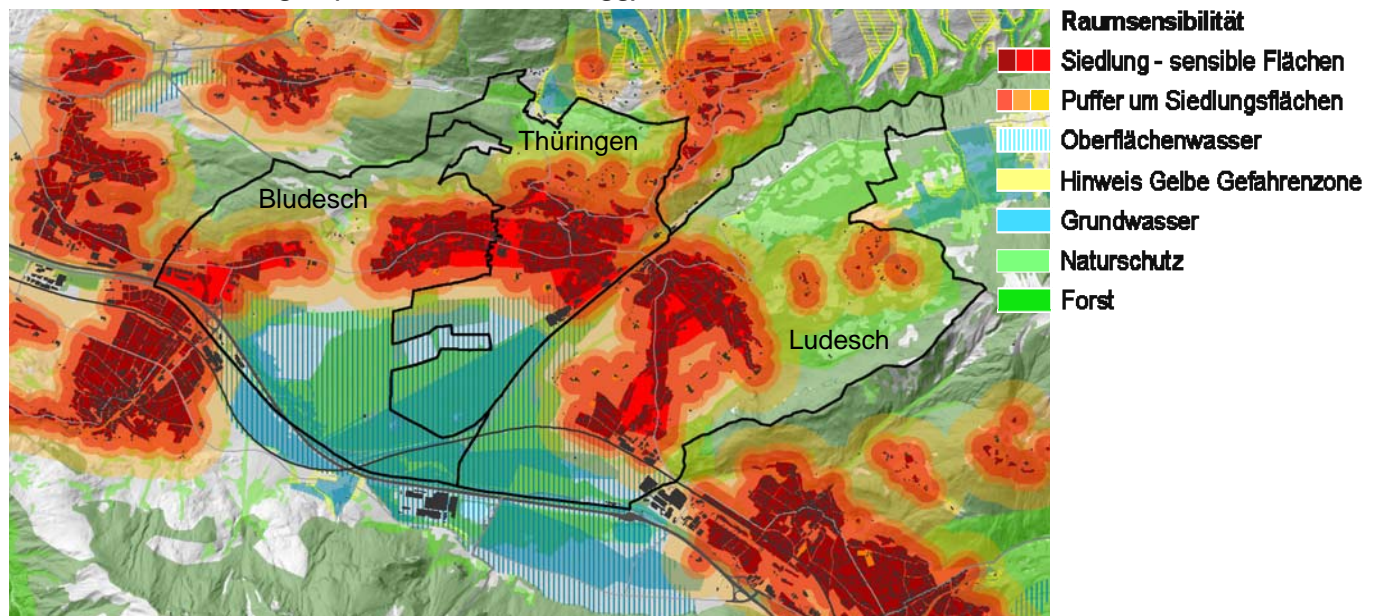 Raumsensibilität
Siedlung - sensible Flächen
Puffer um Siedlungsflächen
Oberflächenwasser
Hinweis Gelbe Gefahrenzone
Grundwasser
Naturschutz
Forst
Thüringen
Bludesch
Ludesch